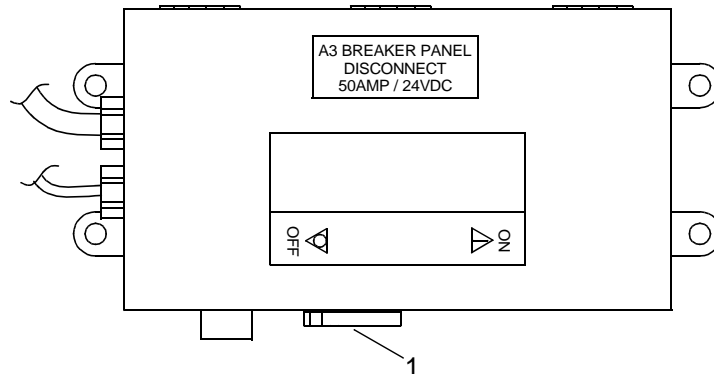 A3 BREAKER PANEL
DISCONNECT
50AMP / 24VDC
OFF
ON
1